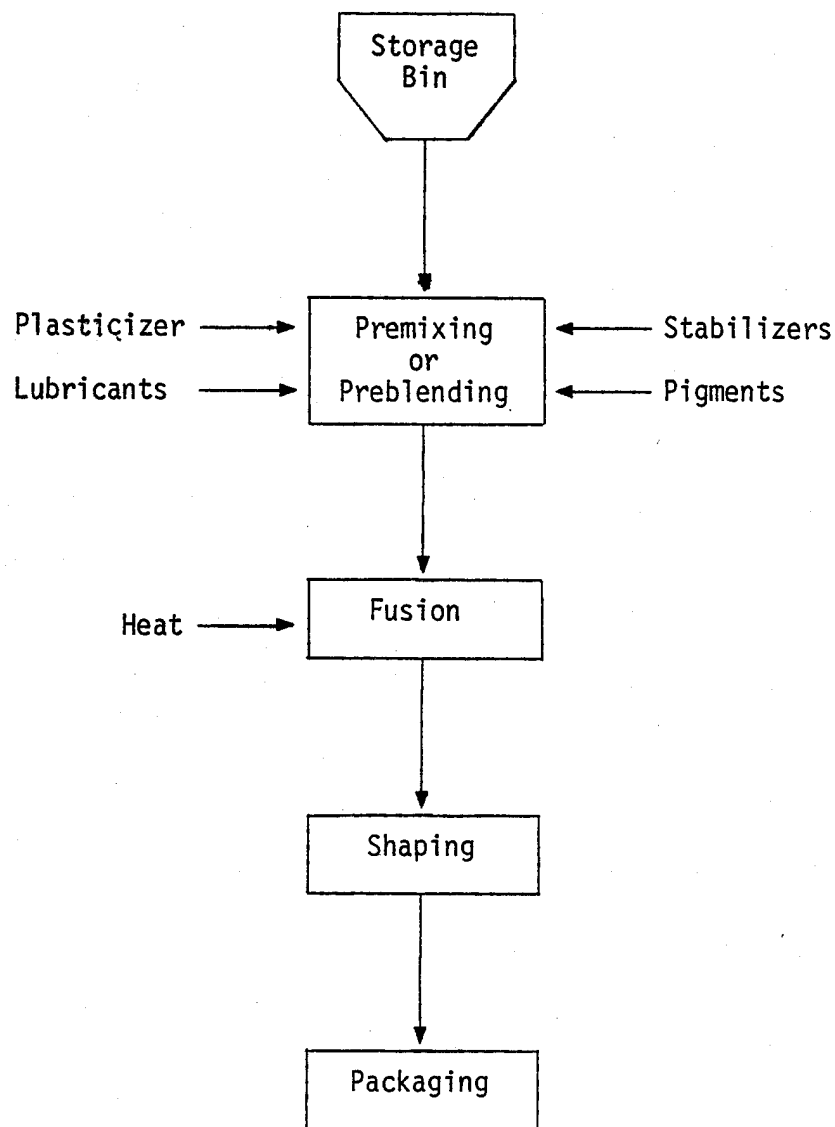 Storage
Bin
Plasticizer
Premixing
or
Preblending
Stabilizers
Lubricants
Pigments
Heat
Fusion
Shaping
Packaging